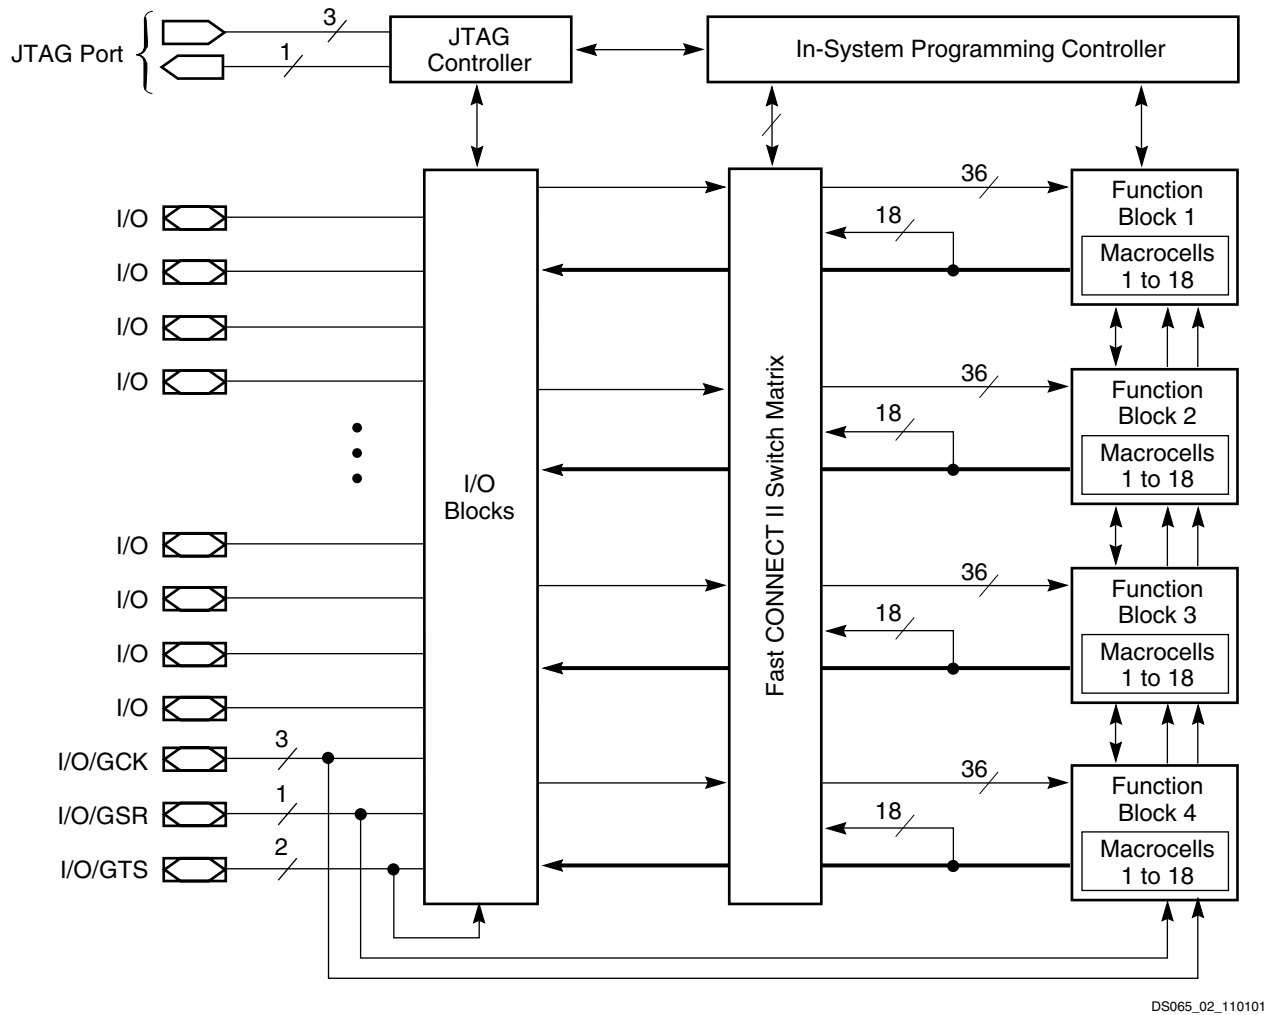 JTAG Port
3
1
JTAG
Controller
In-System Programming Controller
I/O
I/O
I/O
I/O
I/O
I/O
I/O
I/O
I/O/GCK
3
I/O/GSR
1
I/O/GTS
2
I/O
Blocks
Fast CONNECT II Switch Matrix
36
18
Function
Block 1
Macrocells
1 to 18
36
18
Function
Block 2
Macrocells
1 to 18
36
18
Function
Block 3
Macrocells
1 to 18
36
18
Function
Block 4
Macrocells
1 to 18
DS065_02_110101